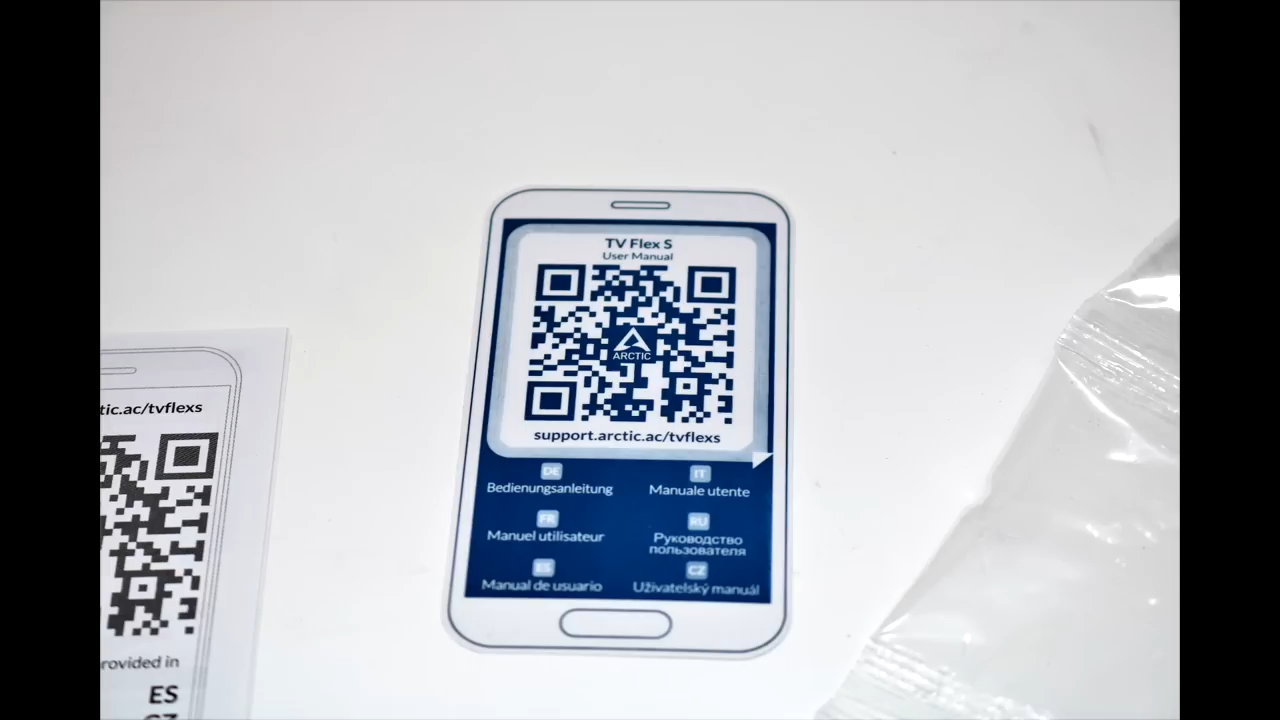 TV Flex S
User Manual
ARCTIC
support.arctic.ac/tvflexs
DE
Bedienungsanleitung
IT
Manuale utente
FR
Manuel utilisateur
RU
Руководство
пользователя
ES
Manual de usuario
CZ
Uživatelský manuál
tic.ac/tvflexs
rovided in
ES
CZ